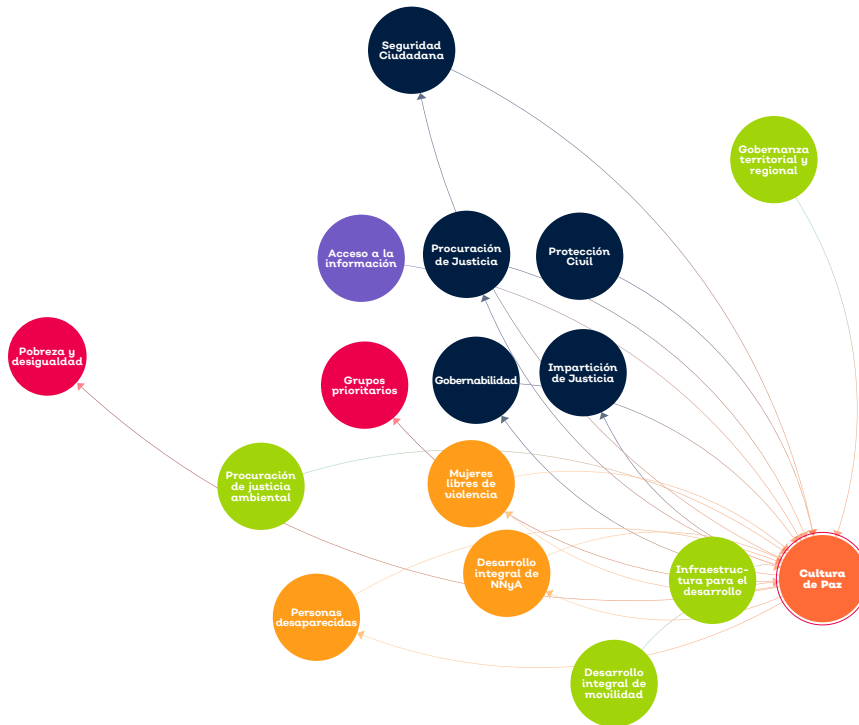 Seguridad
Ciudadana
Gobernanza
territorial y
regional
Acceso a la
información
Procuración
de Justicia
Protección
Civil
Pobreza y
desigualdad
Grupos
prioritarios
Gobernabilidad
Impartición
de Justicia
Procuración
de justicia
ambiental
Mujeres
libres de
violencia
Desarrollo
integral de
NNyA
Infraestruc-
tura para el
desarrollo
Cultura
de Paz
Personas
desaparecidas
Desarrollo
integral de
movilidad